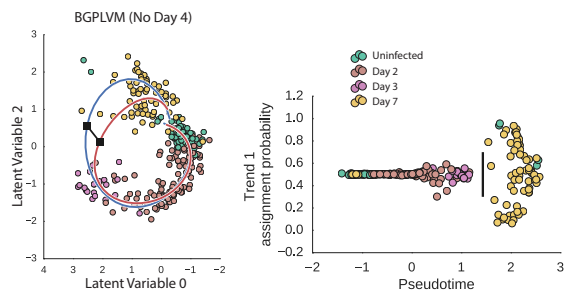 BGPLVM (No Day 4)
3
2
1
0
−1
−2
−3
4
3
2
1
0
−1
−2
Latent Variable 2
Latent Variable 0
Uninfected
Day 2
Day 3
Day 7
1.2
1.0
0.8
0.6
0.4
0.2
0.0
−0.2
−2
−1
0
1
2
3
Trend 1
assignment probability
Pseudotime